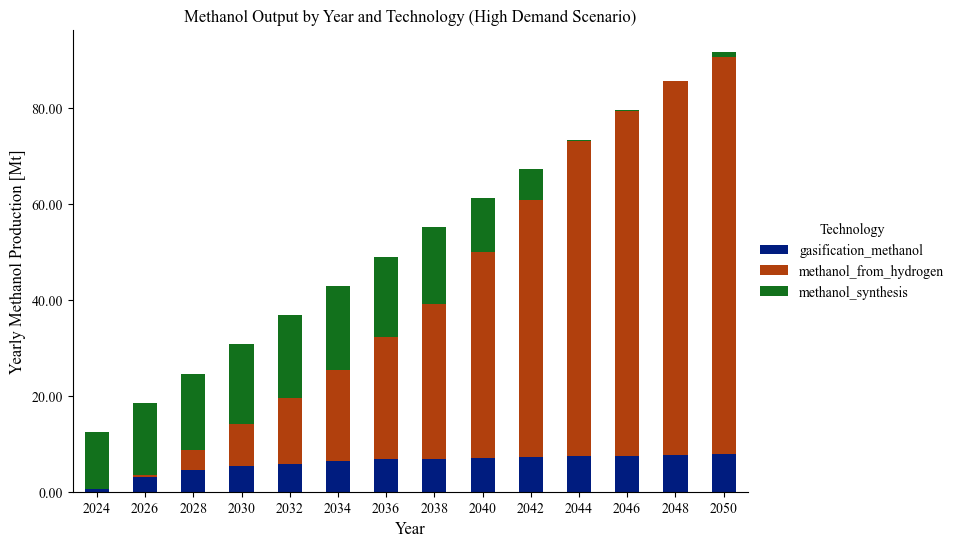 Methanol Output by Year and Technology (High Demand Scenario)
Yearly Methanol Production [Mt]
80.00
60.00
40.00
20.00
0.00
2024 2026 2028 2030 2032 2034 2036 2038 2040 2042 2044 2046 2048 2050
Year
Technology
gasification_methanol
methanol_from_hydrogen
methanol_synthesis